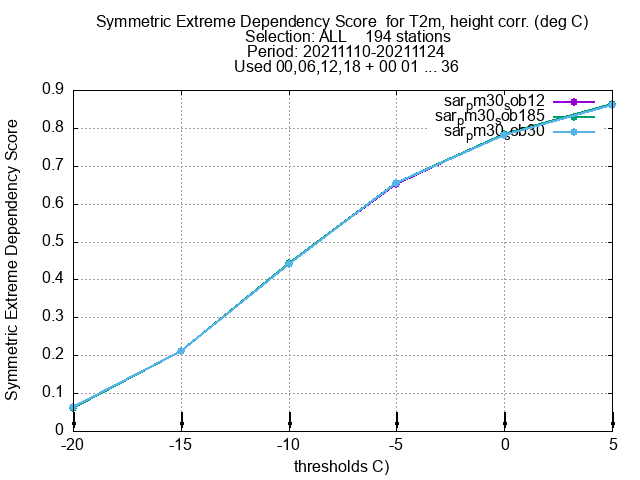 Symmetric Extreme Dependency Score  for T2m, height corr. (deg C)
Selection: ALL    194 stations
Period: 20211110-20211124
Used 00,06,12,18 + 00 01 ... 36
sar_pm30_sob12
sar_pm30_sob185
sar_pm30_sob30
Symmetric Extreme Dependency Score
0.9
0.8
0.7
0.6
0.5
0.4
0.3
0.2
0.1
0
-20 -15 -10 -5 0 5
thresholds C)